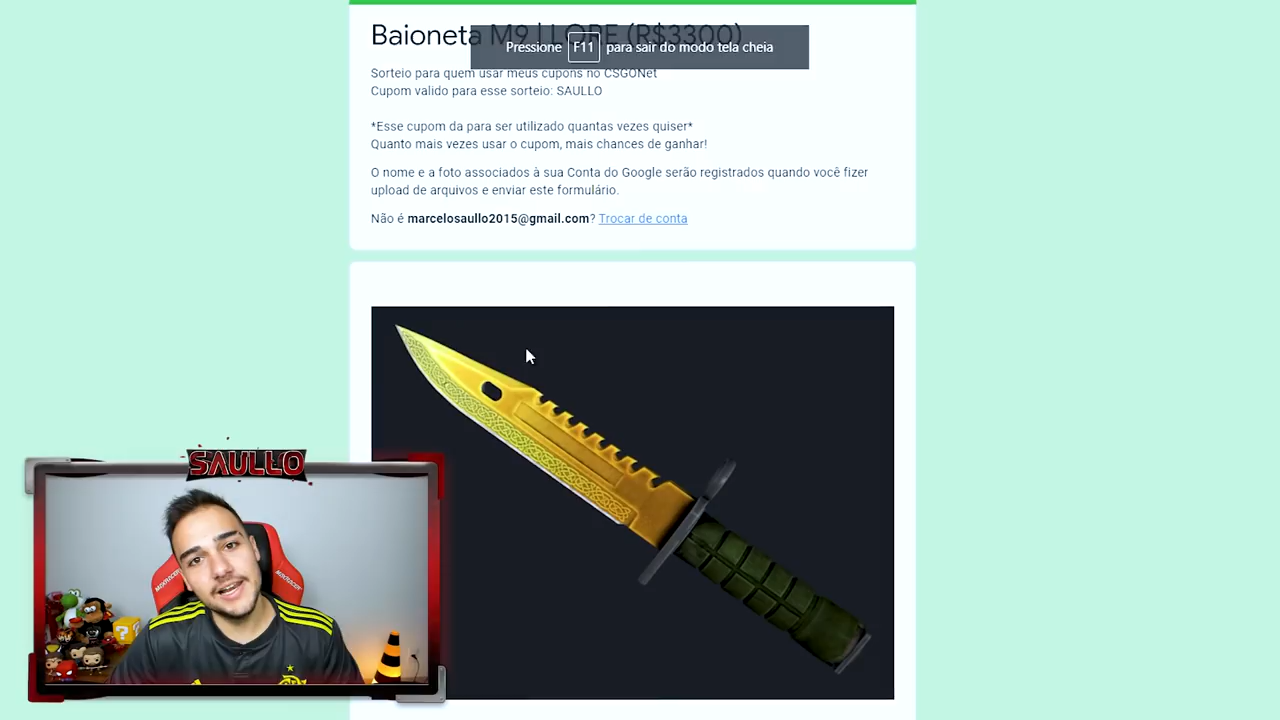 Baioneta M9 | LORE (R$3300)
Pressione F11 para sair do modo tela cheia
Sorteio para quem usar meus cupons no CSGONet
Cupom valido para esse sorteio: SAULLO
*Esse cupom da para ser utilizado quantas vezes quiser*
Quanto mais vezes usar o cupom, mais chances de ganhar!
O nome e a foto associados à sua Conta do Google serão registrados quando você fizer
upload de arquivos e enviar este formulário.
Não é marcelosaullo2015@gmail.com? Trocar de conta
SAULLO